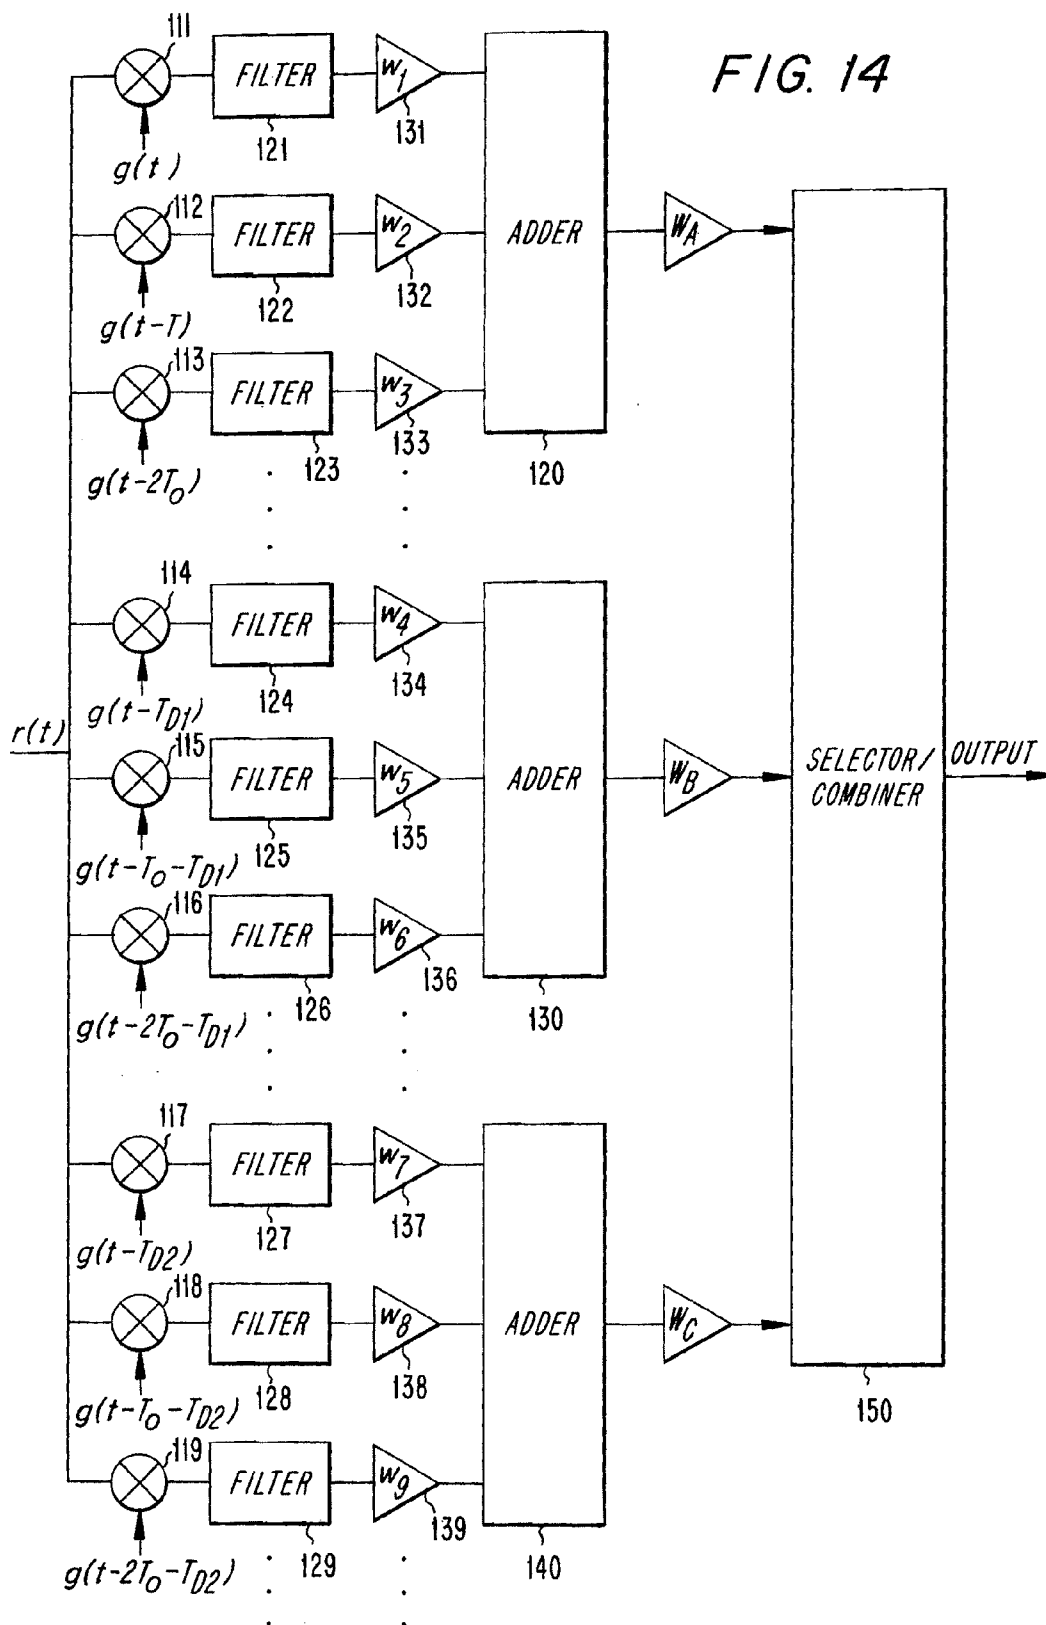 FIG. 14
111
FILTER
W1
121
131
g(t)
112
FILTER
W2
ADDER
WA
122
132
g(t-T)
113
FILTER
W3
123
133
120
g(t-2To)
114
FILTER
W4
124
134
g(t-TD1)
r(t)
115
FILTER
W5
ADDER
WB
SELECTOR/
COMBINER
OUTPUT
125
135
g(t-To-TD1)
116
FILTER
W6
126
136
130
g(t-2To-TD1)
117
FILTER
W7
127
137
g(t-TD2)
118
FILTER
W8
ADDER
WC
128
138
150
g(t-To-TD2)
119
FILTER
W9
129
139
140
g(t-2To-TD2)